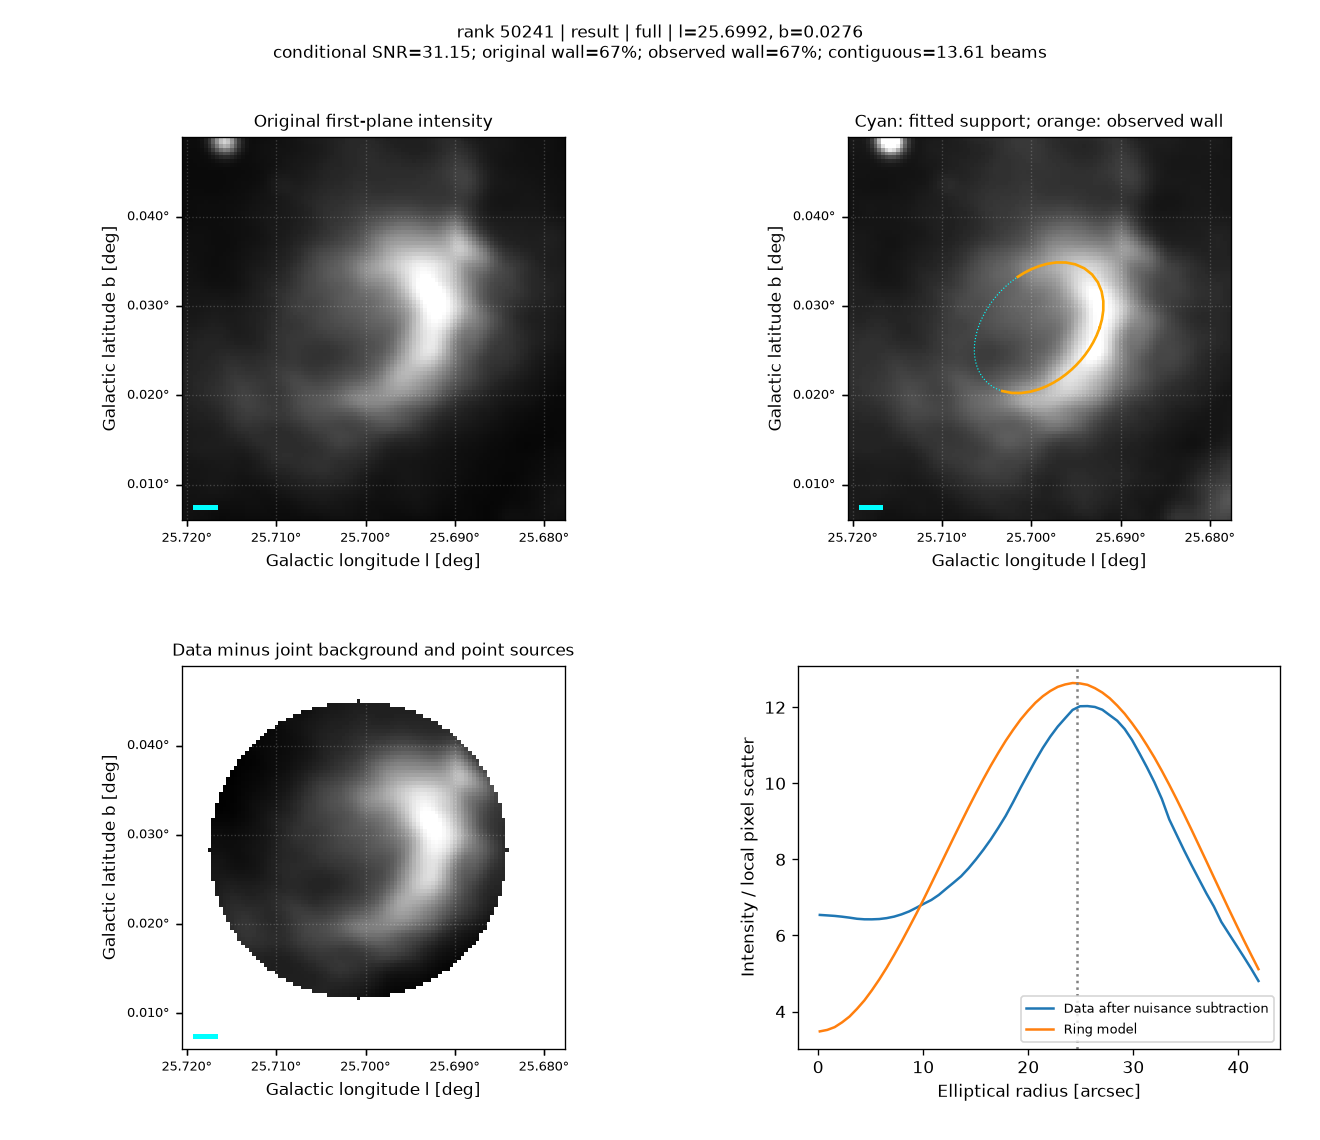 rank 50241 | result | full | l=25.6992, b=0.0276
conditional SNR=31.15; original wall=67%; observed wall=67%; contiguous=13.61 beams
Original first-plane intensity
Galactic latitude b [deg]
0.040°
0.030°
0.020°
0.010°
25.720°
25.710°
25.700°
25.690°
25.680°
Galactic longitude l [deg]
Cyan: fitted support; orange: observed wall
Galactic latitude b [deg]
0.040°
0.030°
0.020°
0.010°
25.720°
25.710°
25.700°
25.690°
25.680°
Galactic longitude l [deg]
Data minus joint background and point sources
Galactic latitude b [deg]
0.040°
0.030°
0.020°
0.010°
25.720°
25.710°
25.700°
25.690°
25.680°
Galactic longitude l [deg]
Intensity / local pixel scatter
12
10
8
6
4
0
10
20
30
40
Elliptical radius [arcsec]
Data after nuisance subtraction
Ring model